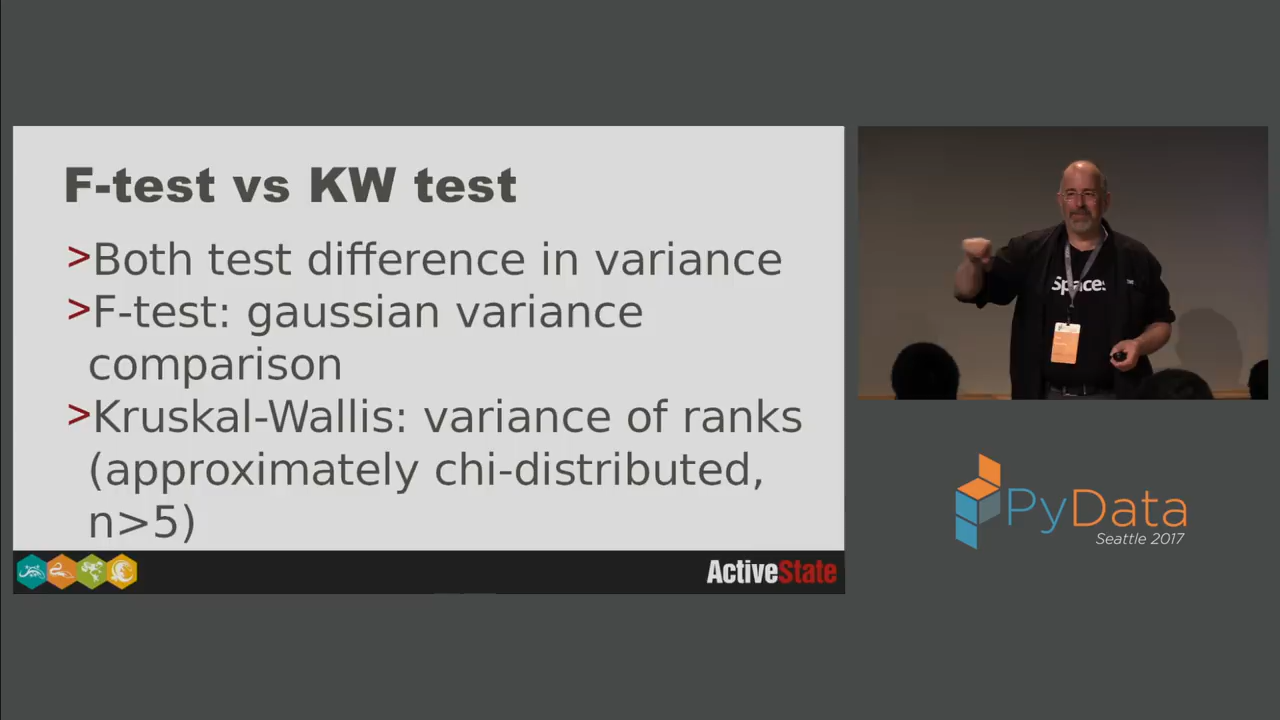 F-test vs KW test
>Both test difference in variance
>F-test: gaussian variance
comparison
>Kruskal-Wallis: variance of ranks
(approximately chi-distributed,
n>5)
ActiveState
Spaces
PyData
Seattle 2017